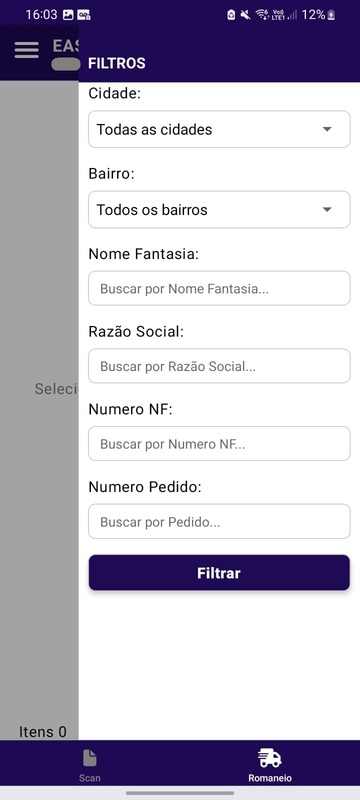 16:03
12%
EAS
FILTROS
Cidade:
Todas as cidades
Bairro:
Todos os bairros
Nome Fantasia:
Buscar por Nome Fantasia...
Razão Social:
Buscar por Razão Social...
Seleci
Numero NF:
Buscar por Numero NF...
Numero Pedido:
Buscar por Pedido...
Filtrar
Itens 0
Scan
Romaneio